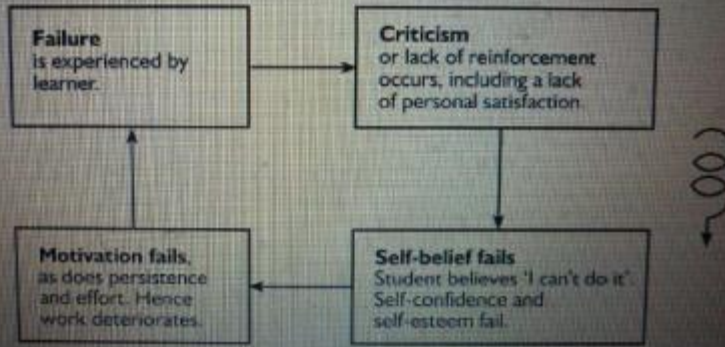 Failure
is experienced by
learner.
Criticism
or lack of reinforcement
occurs, including a lack
of personal satisfaction
Motivation fails,
as does persistence
and effort. Hence
work deteriorates.
Self-belief fails
Student believes 'I can't do it'.
Self-confidence and
self-esteem fail.